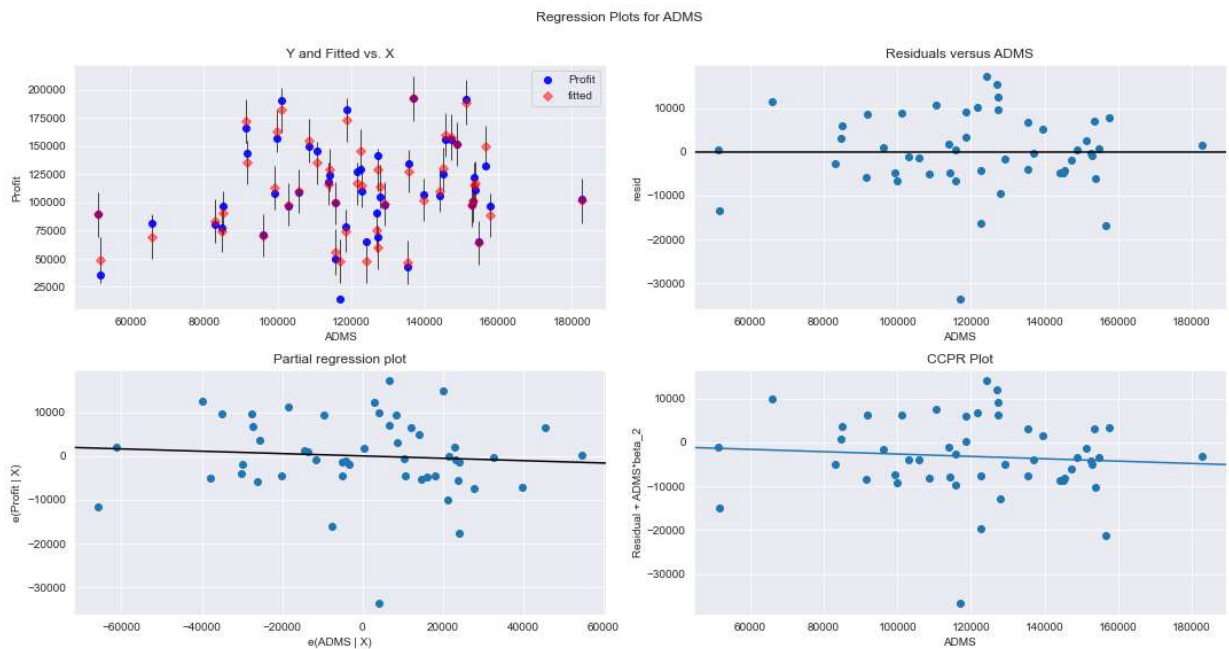 Regression Plots for ADMS
Y and Fitted vs. X
Profit
200000
175000
150000
125000
100000
75000
50000
25000
Profit
fitted
60000 80000 100000 120000 140000 160000 180000
ADMS
Residuals versus ADMS
resid
10000
0
−10000
−20000
−30000
60000 80000 100000 120000 140000 160000 180000
ADMS
Partial regression plot
e(Profit | X)
10000
0
−10000
−20000
−30000
−60000 −40000 −20000 0 20000 40000 60000
e(ADMS | X)
CCPR Plot
Residual + ADMS*beta_2
10000
0
−10000
−20000
−30000
60000 80000 100000 120000 140000 160000 180000
ADMS